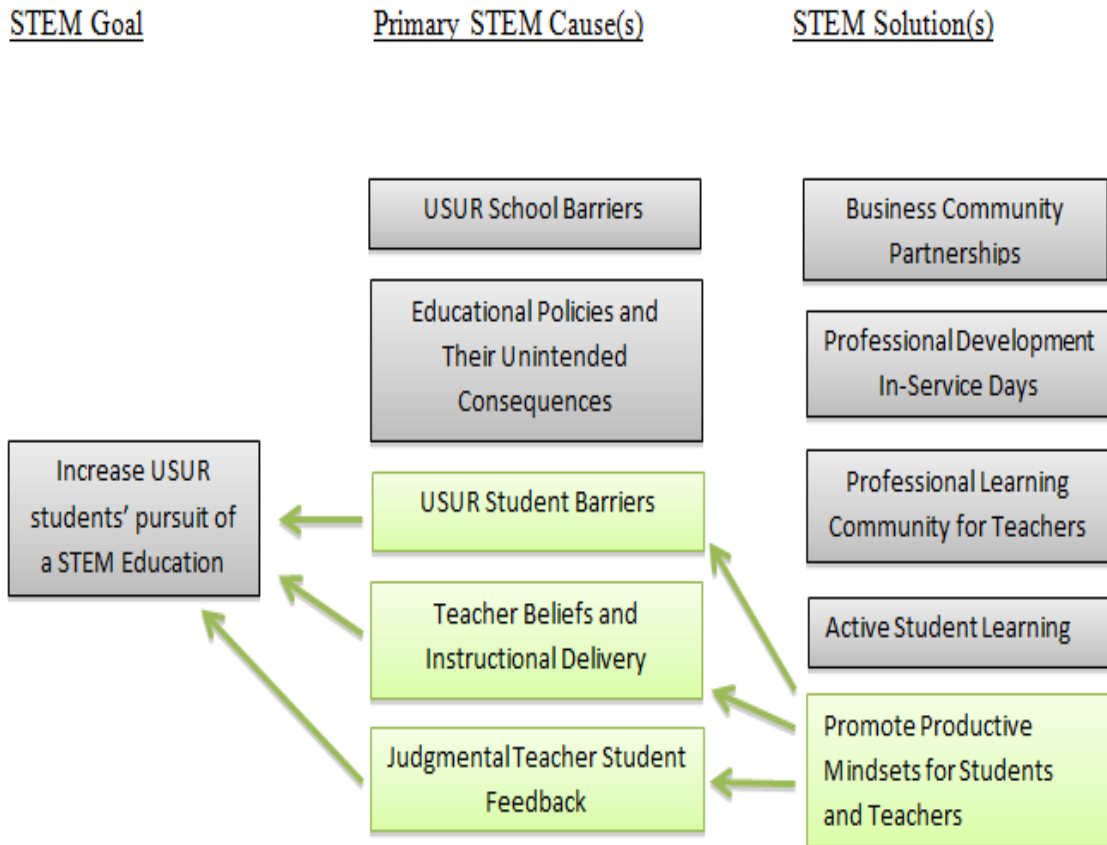 STEM Goal
Primary STEM Cause(s)
STEM Solution(s)
Increase USUR
students’ pursuit of
a STEM Education
USUR School Barriers
Educational Policies and
Their Unintended
Consequences
USUR Student Barriers
Teacher Beliefs and
Instructional Delivery
Judgmental Teacher Student
Feedback
Business Community
Partnerships
Professional Development
In-Service Days
Professional Learning
Community for Teachers
Active Student Learning
Promote Productive
Mindsets for Students
and Teachers